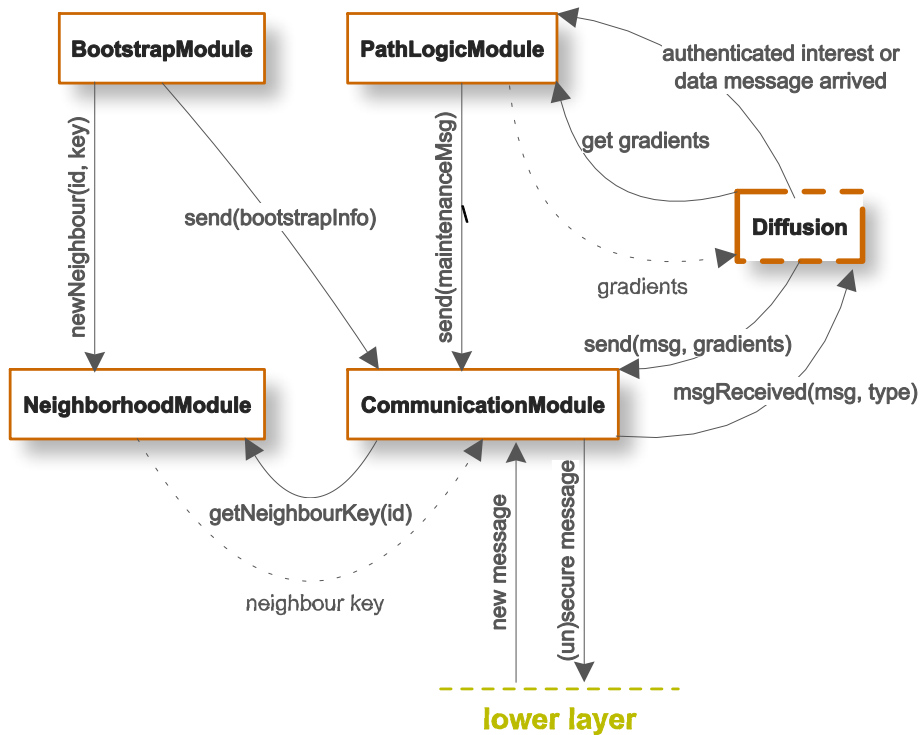 BootstrapModule
PathLogicModule
authenticated interest or
data message arrived
newNeighbour(id, key)
send(bootstrapInfo)
send(maintenanceMsg)
get gradients
Diffusion
gradients
send(msg, gradients)
msgReceived(msg, type)
NeighborhoodModule
CommunicationModule
getNeighbourKey(id)
neighbour key
new message
(un)secure message
lower layer